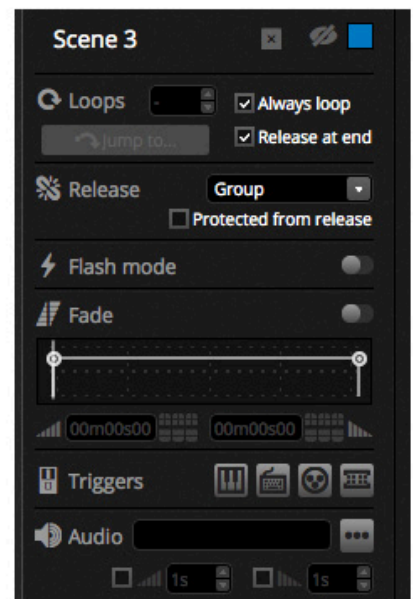 Scene 3
Loops - Always loop
Jump to... Release at end
Release Group
Protected from release
Flash mode
Fade
00m00s00 00m00s00
Triggers
Audio
1s 1s